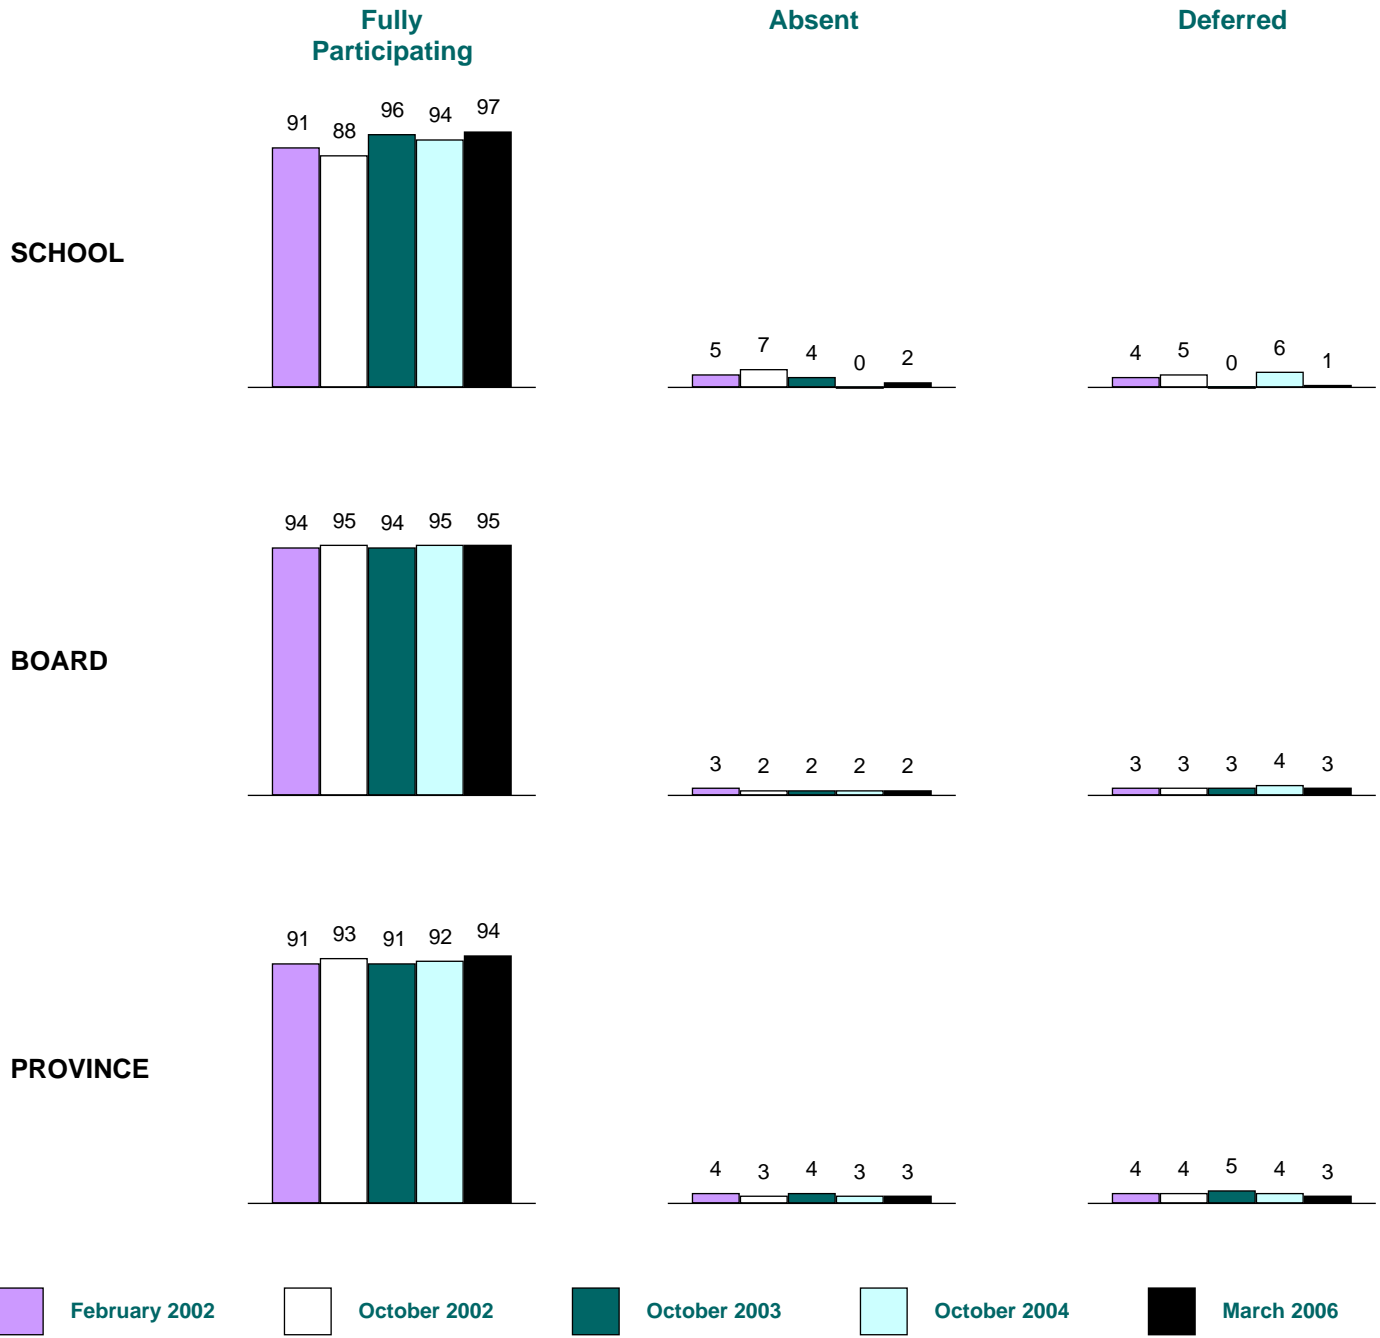 Fully
Participating
Absent
Deferred
91 88 96 94 97
SCHOOL
5 7 4 0 2
4 5 0 6 1
94 95 94 95 95
BOARD
3 2 2 2 2
3 3 3 4 3
91 93 91 92 94
PROVINCE
4 3 4 3 3
4 4 5 4 3
February 2002
October 2002
October 2003
October 2004
March 2006